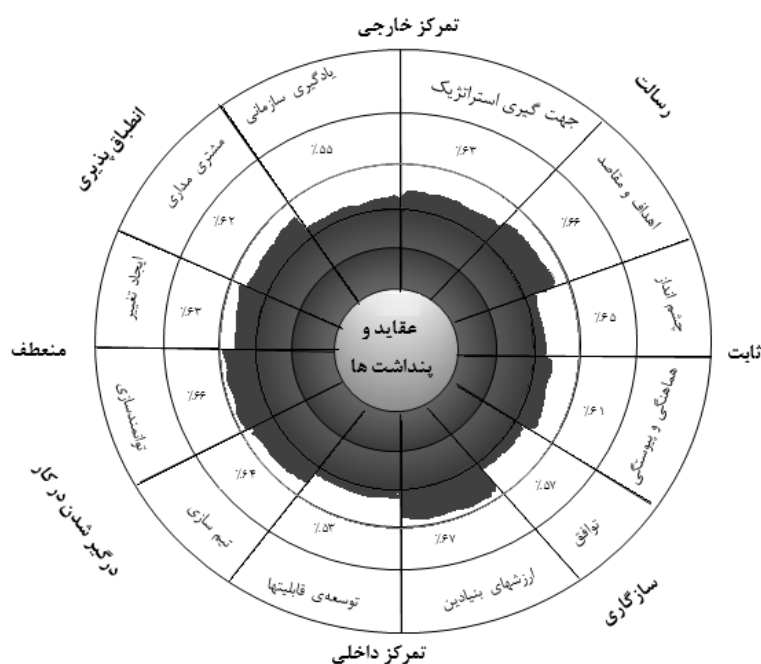 تمرکز خارجی
رسالت
جهت گیری استراتژیک
٪۶۳
اهداف و مقاصد
٪۶۶
چشم انداز
٪۶۵
ثابت
هماهنگی و پیوستگی
٪۶۱
توافق
٪۵۷
سازگاری
ارزشهای بنیادین
٪۶۷
تمرکز داخلی
توسعه‌ی قابلیتها
٪۵۳
تیم سازی
٪۶۴
درگیر شدن در کار
توانمندسازی
٪۶۶
منعطف
ایجاد تغییر
٪۶۳
مشتری مداری
٪۶۲
انطباق پذیری
یادگیری سازمانی
٪۵۵
عقاید و
پنداشت ها